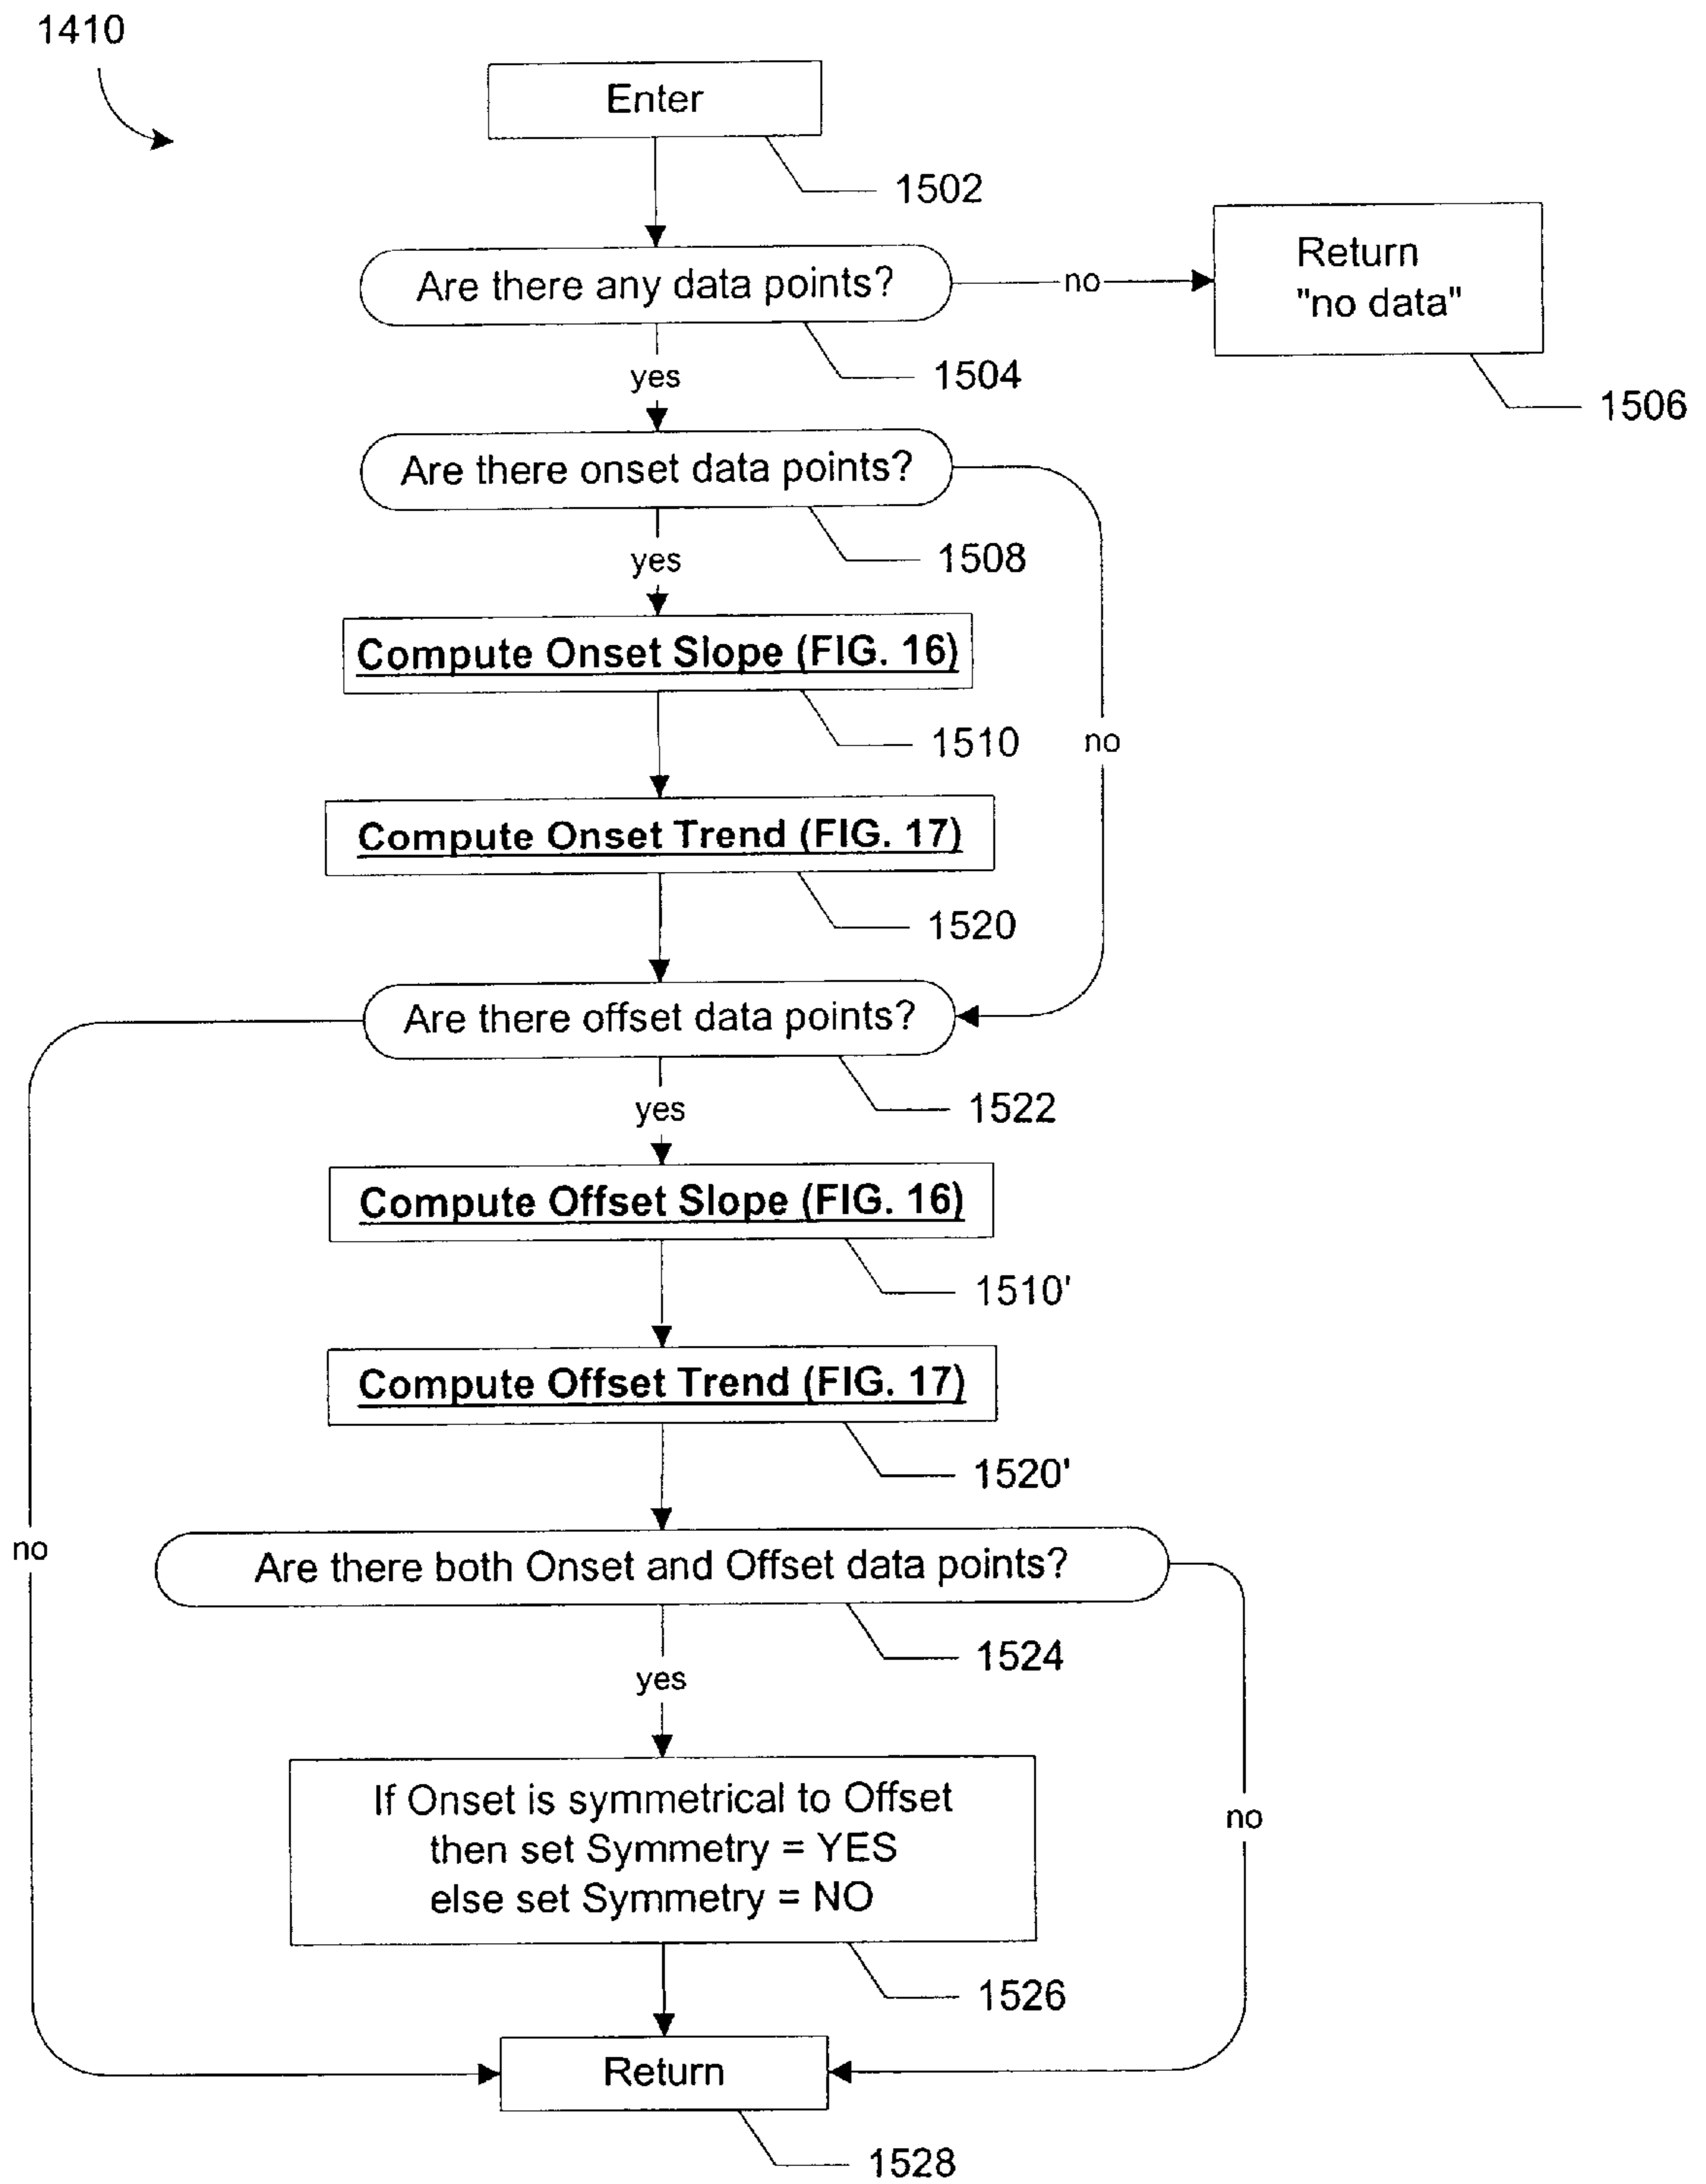 1410
Enter
1502
Are there any data points?
no
Return
"no data"
1504
1506
yes
Are there onset data points?
1508
yes
Compute Onset Slope (FIG. 16)
1510
no
Compute Onset Trend (FIG. 17)
1520
Are there offset data points?
1522
yes
Compute Offset Slope (FIG. 16)
1510'
Compute Offset Trend (FIG. 17)
1520'
no
Are there both Onset and Offset data points?
1524
yes
If Onset is symmetrical to Offset
then set Symmetry = YES
else set Symmetry = NO
no
1526
Return
1528